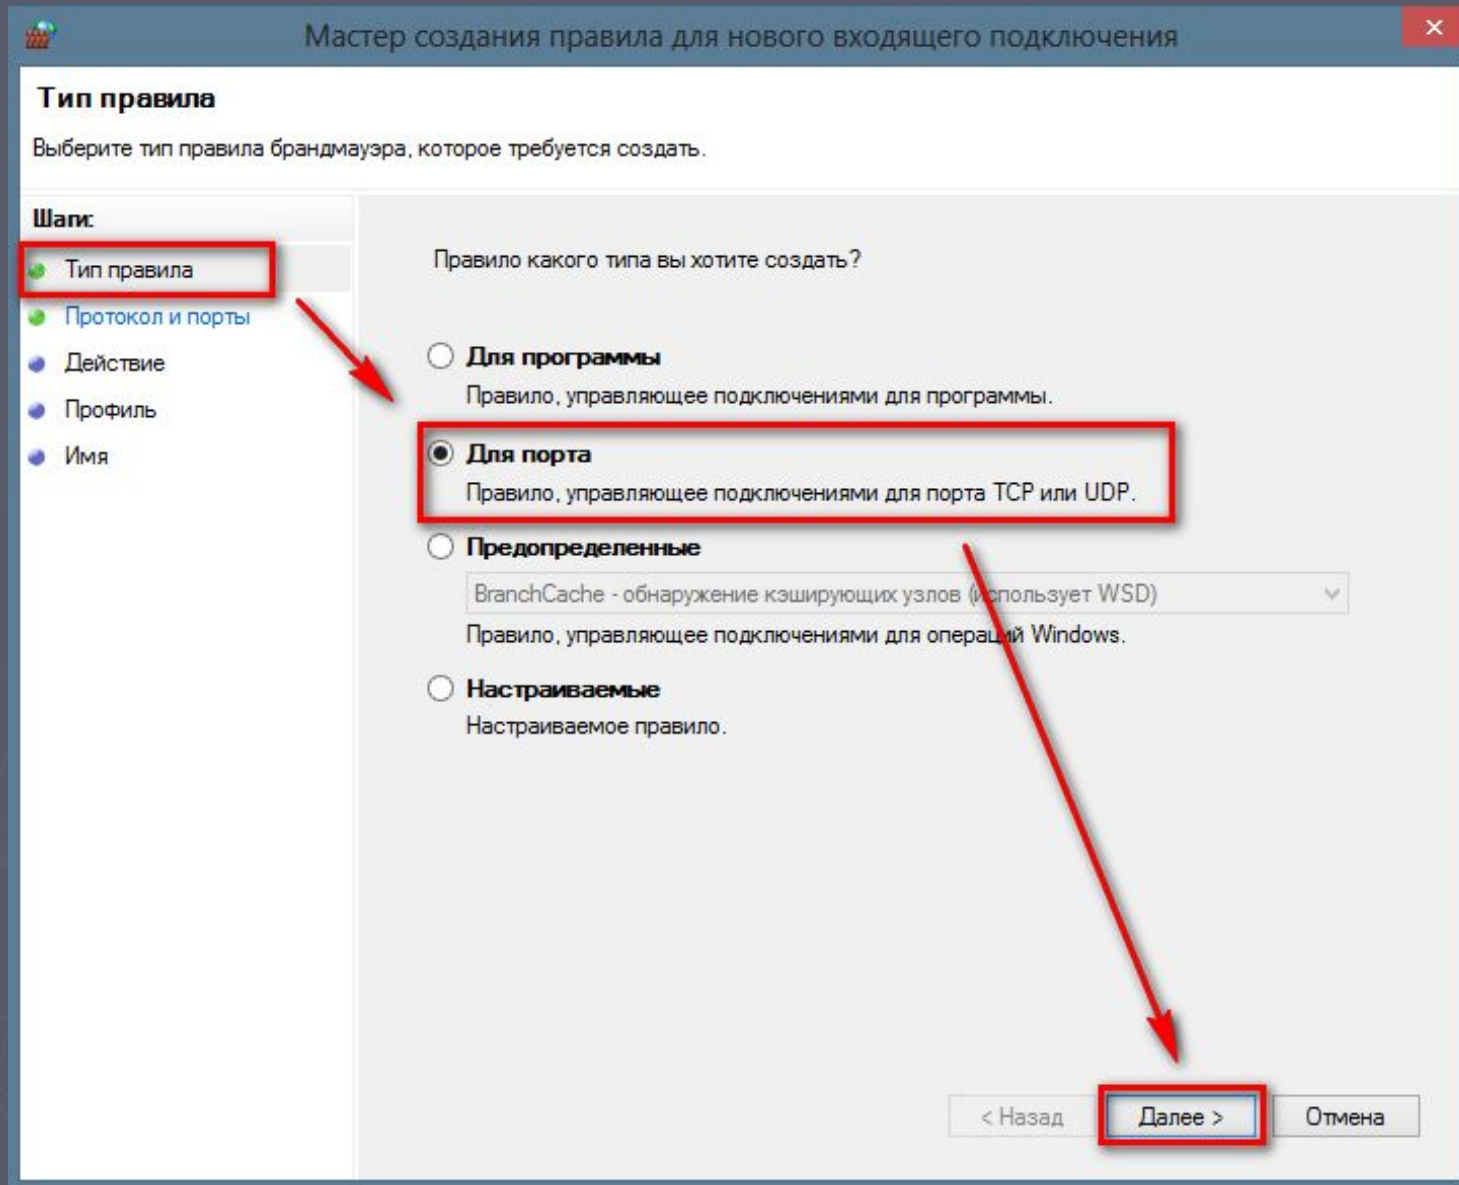 Мастер создания правила для нового входящего подключения
Тип правила
Выберите тип правила брандмауэра, которое требуется создать.
Шаги:
Тип правила
Протокол и порты
Действие
Профиль
Имя
Правило какого типа вы хотите создать?
Для программы
Правило, управляющее подключениями для программы.
Для порта
Правило, управляющее подключениями для порта TCP или UDP.
Предопределенные
BranchCache - обнаружение кэширующих узлов (использует WSD)
Правило, управляющее подключениями для операций Windows.
Настраиваемые
Настраиваемое правило.
< Назад
Далее >
Отмена